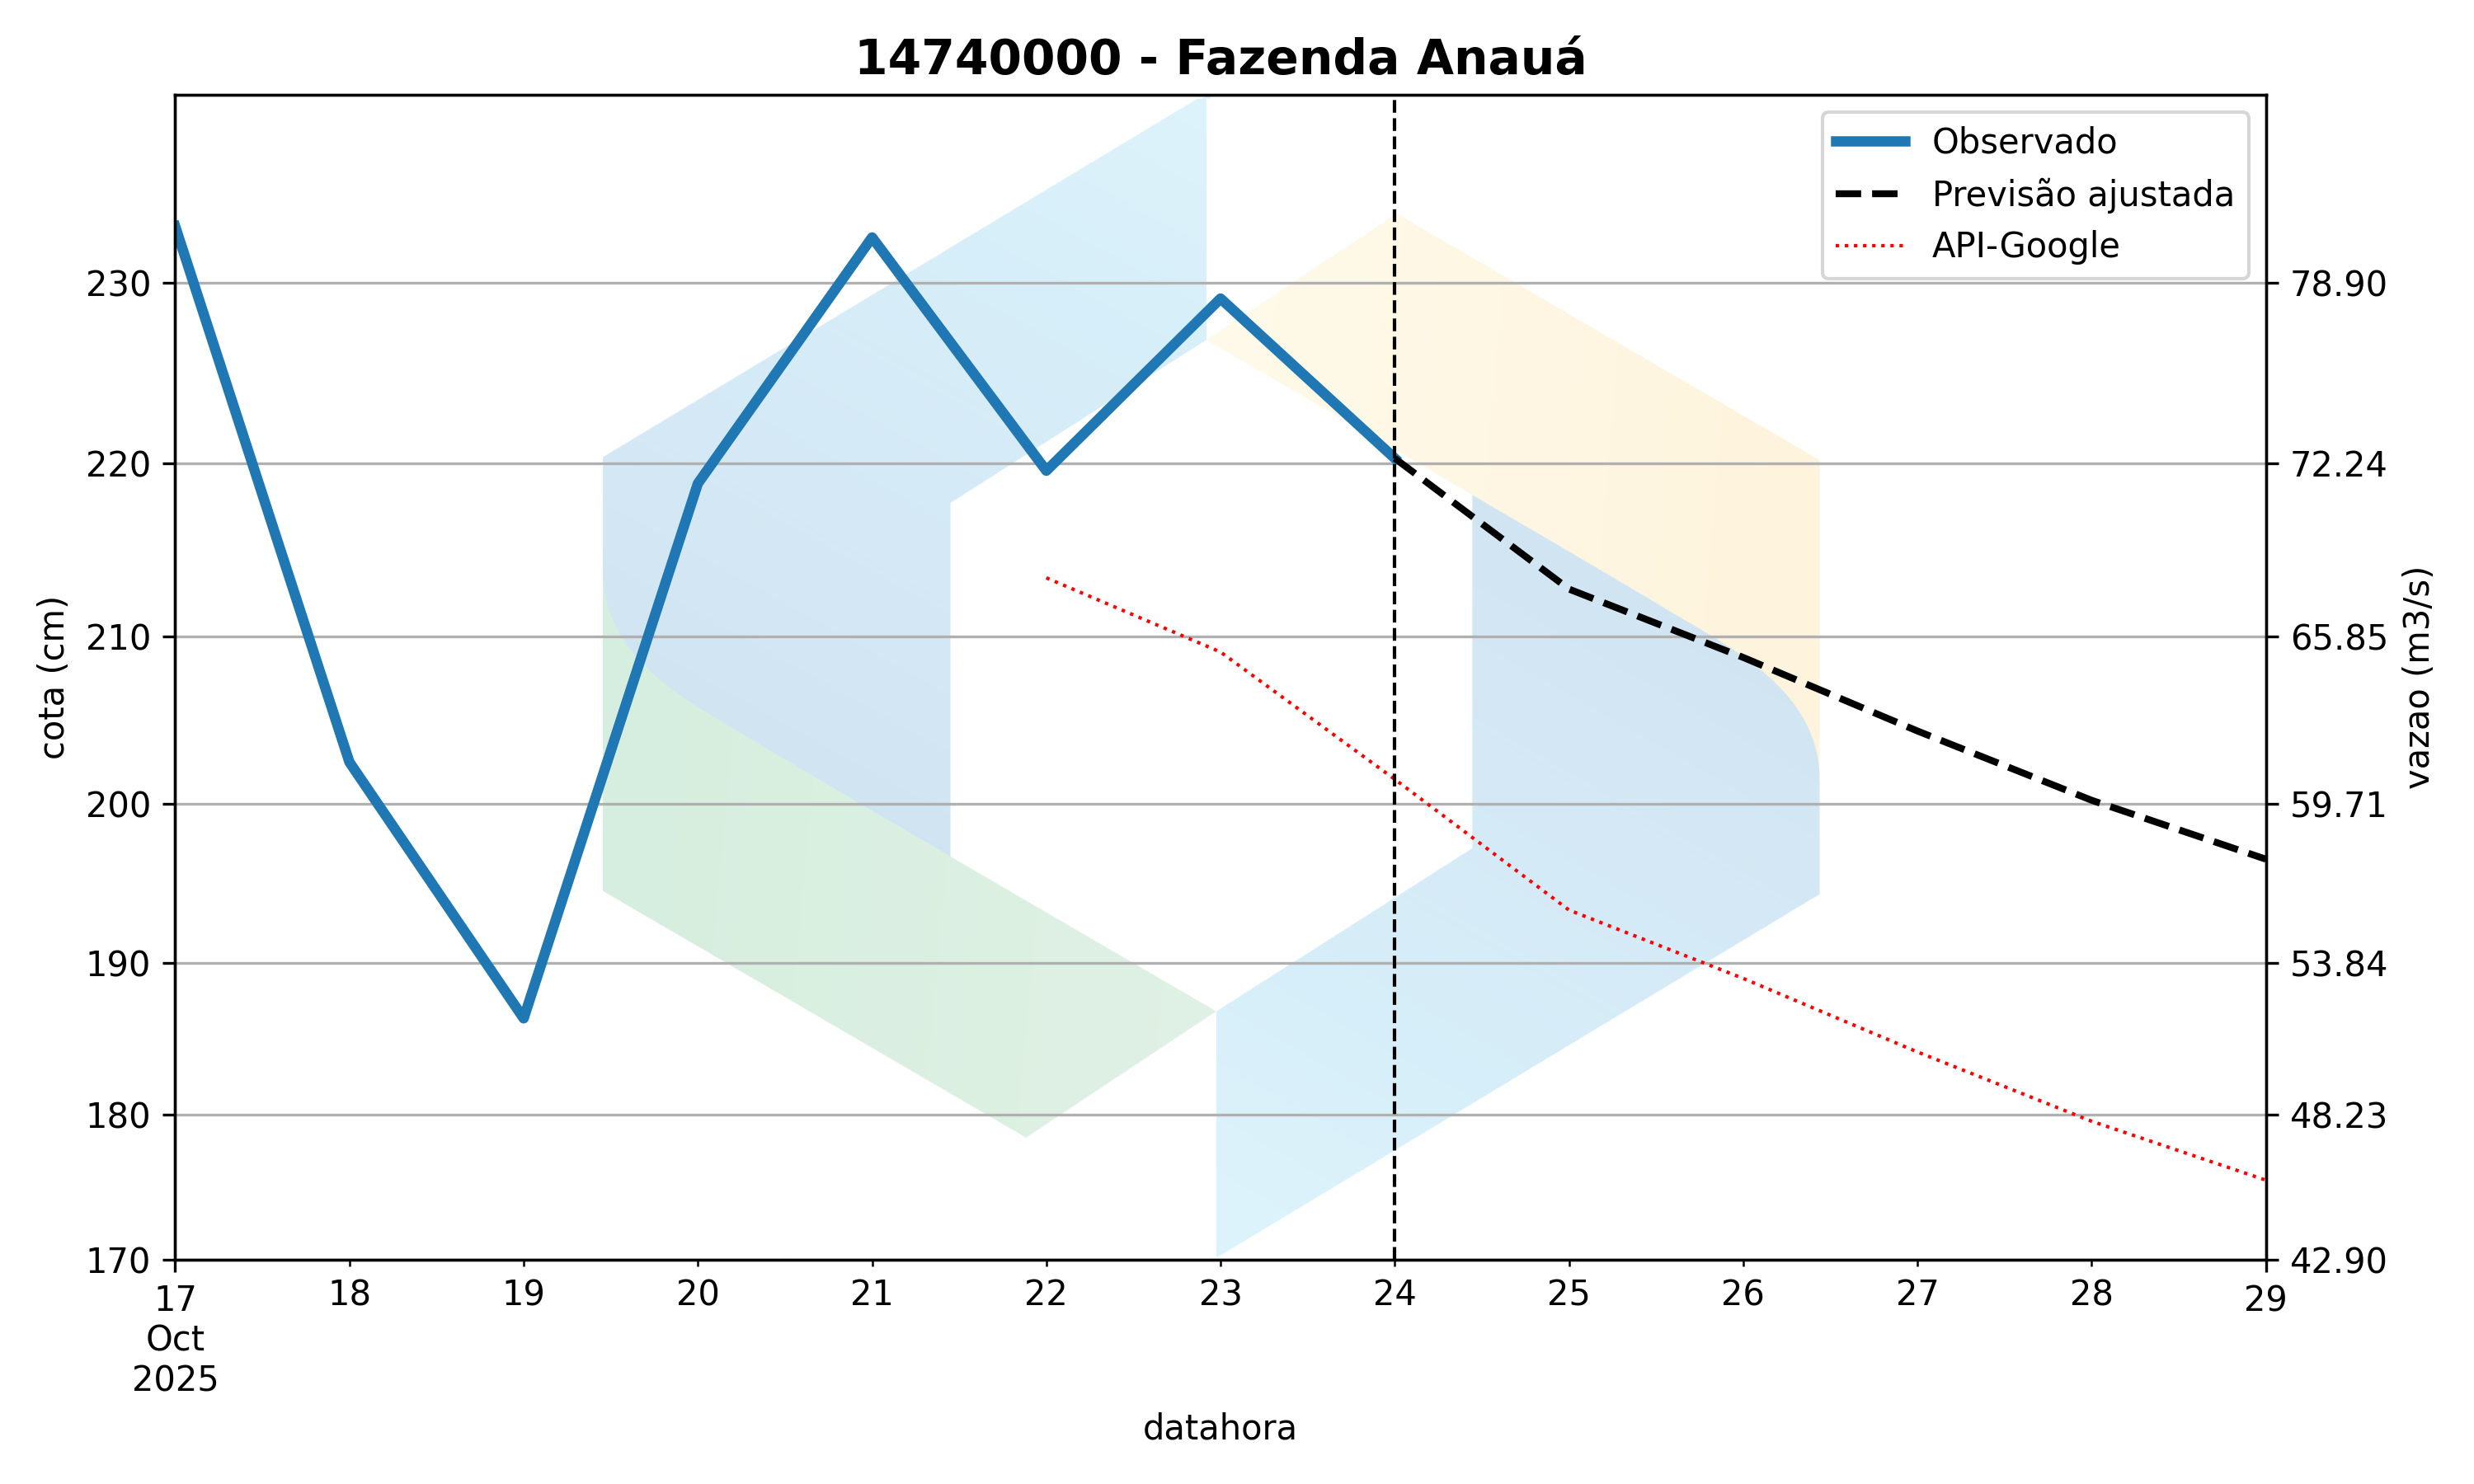 14740000 - Fazenda Anauá
Observado
Previsão ajustada
API-Google
230
220
210
200
190
180
170
cota (cm)
78.90
72.24
65.85
59.71
53.84
48.23
42.90
vazao (m3/s)
17 18 19 20 21 22 23 24 25 26 27 28 29
Oct
2025
datahora